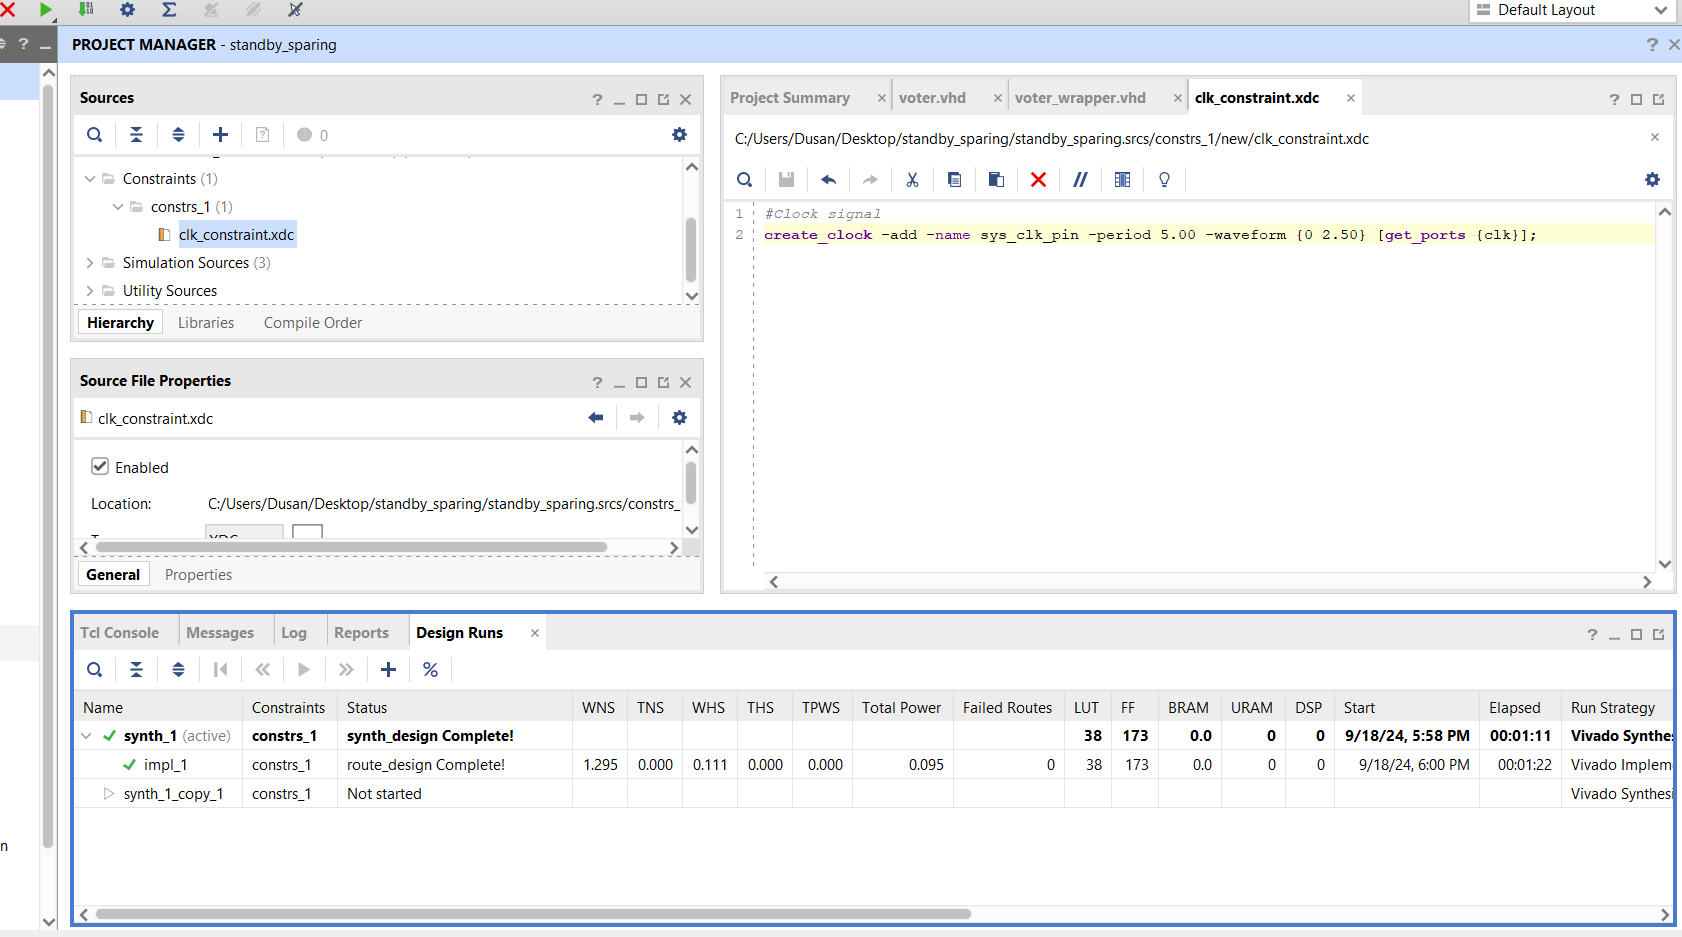 Default Layout
?
PROJECT MANAGER - standby_sparing
?
Sources
?
? 0
Constraints (1)
constrs_1 (1)
clk_constraint.xdc
Simulation Sources (3)
Utility Sources
Hierarchy Libraries Compile Order
Source File Properties
?
clk_constraint.xdc
Enabled
Location: C:/Users/Dusan/Desktop/standby_sparing/standby_sparing.srcs/constrs_
General Properties
Project Summary voter.vhd voter_wrapper.vhd clk_constraint.xdc
?
C:/Users/Dusan/Desktop/standby_sparing/standby_sparing.srcs/constrs_1/new/clk_constraint.xdc
//
1 #Clock signal
2 create_clock -add -name sys_clk_pin -period 5.00 -waveform {0 2.50} [get_ports {clk}];
Tcl Console Messages Log Reports Design Runs
?
%
Name Constraints Status WNS TNS WHS THS TPWS Total Power Failed Routes LUT FF BRAM URAM DSP Start Elapsed Run Strategy
synth_1 (active) constrs_1 synth_design Complete! 38 173 0.0 0 0 9/18/24, 5:58 PM 00:01:11 Vivado Synthe
impl_1 constrs_1 route_design Complete! 1.295 0.000 0.111 0.000 0.000 0.095 0 38 173 0.0 0 0 9/18/24, 6:00 PM 00:01:22 Vivado Implem
synth_1_copy_1 constrs_1 Not started Vivado Synthesi
n